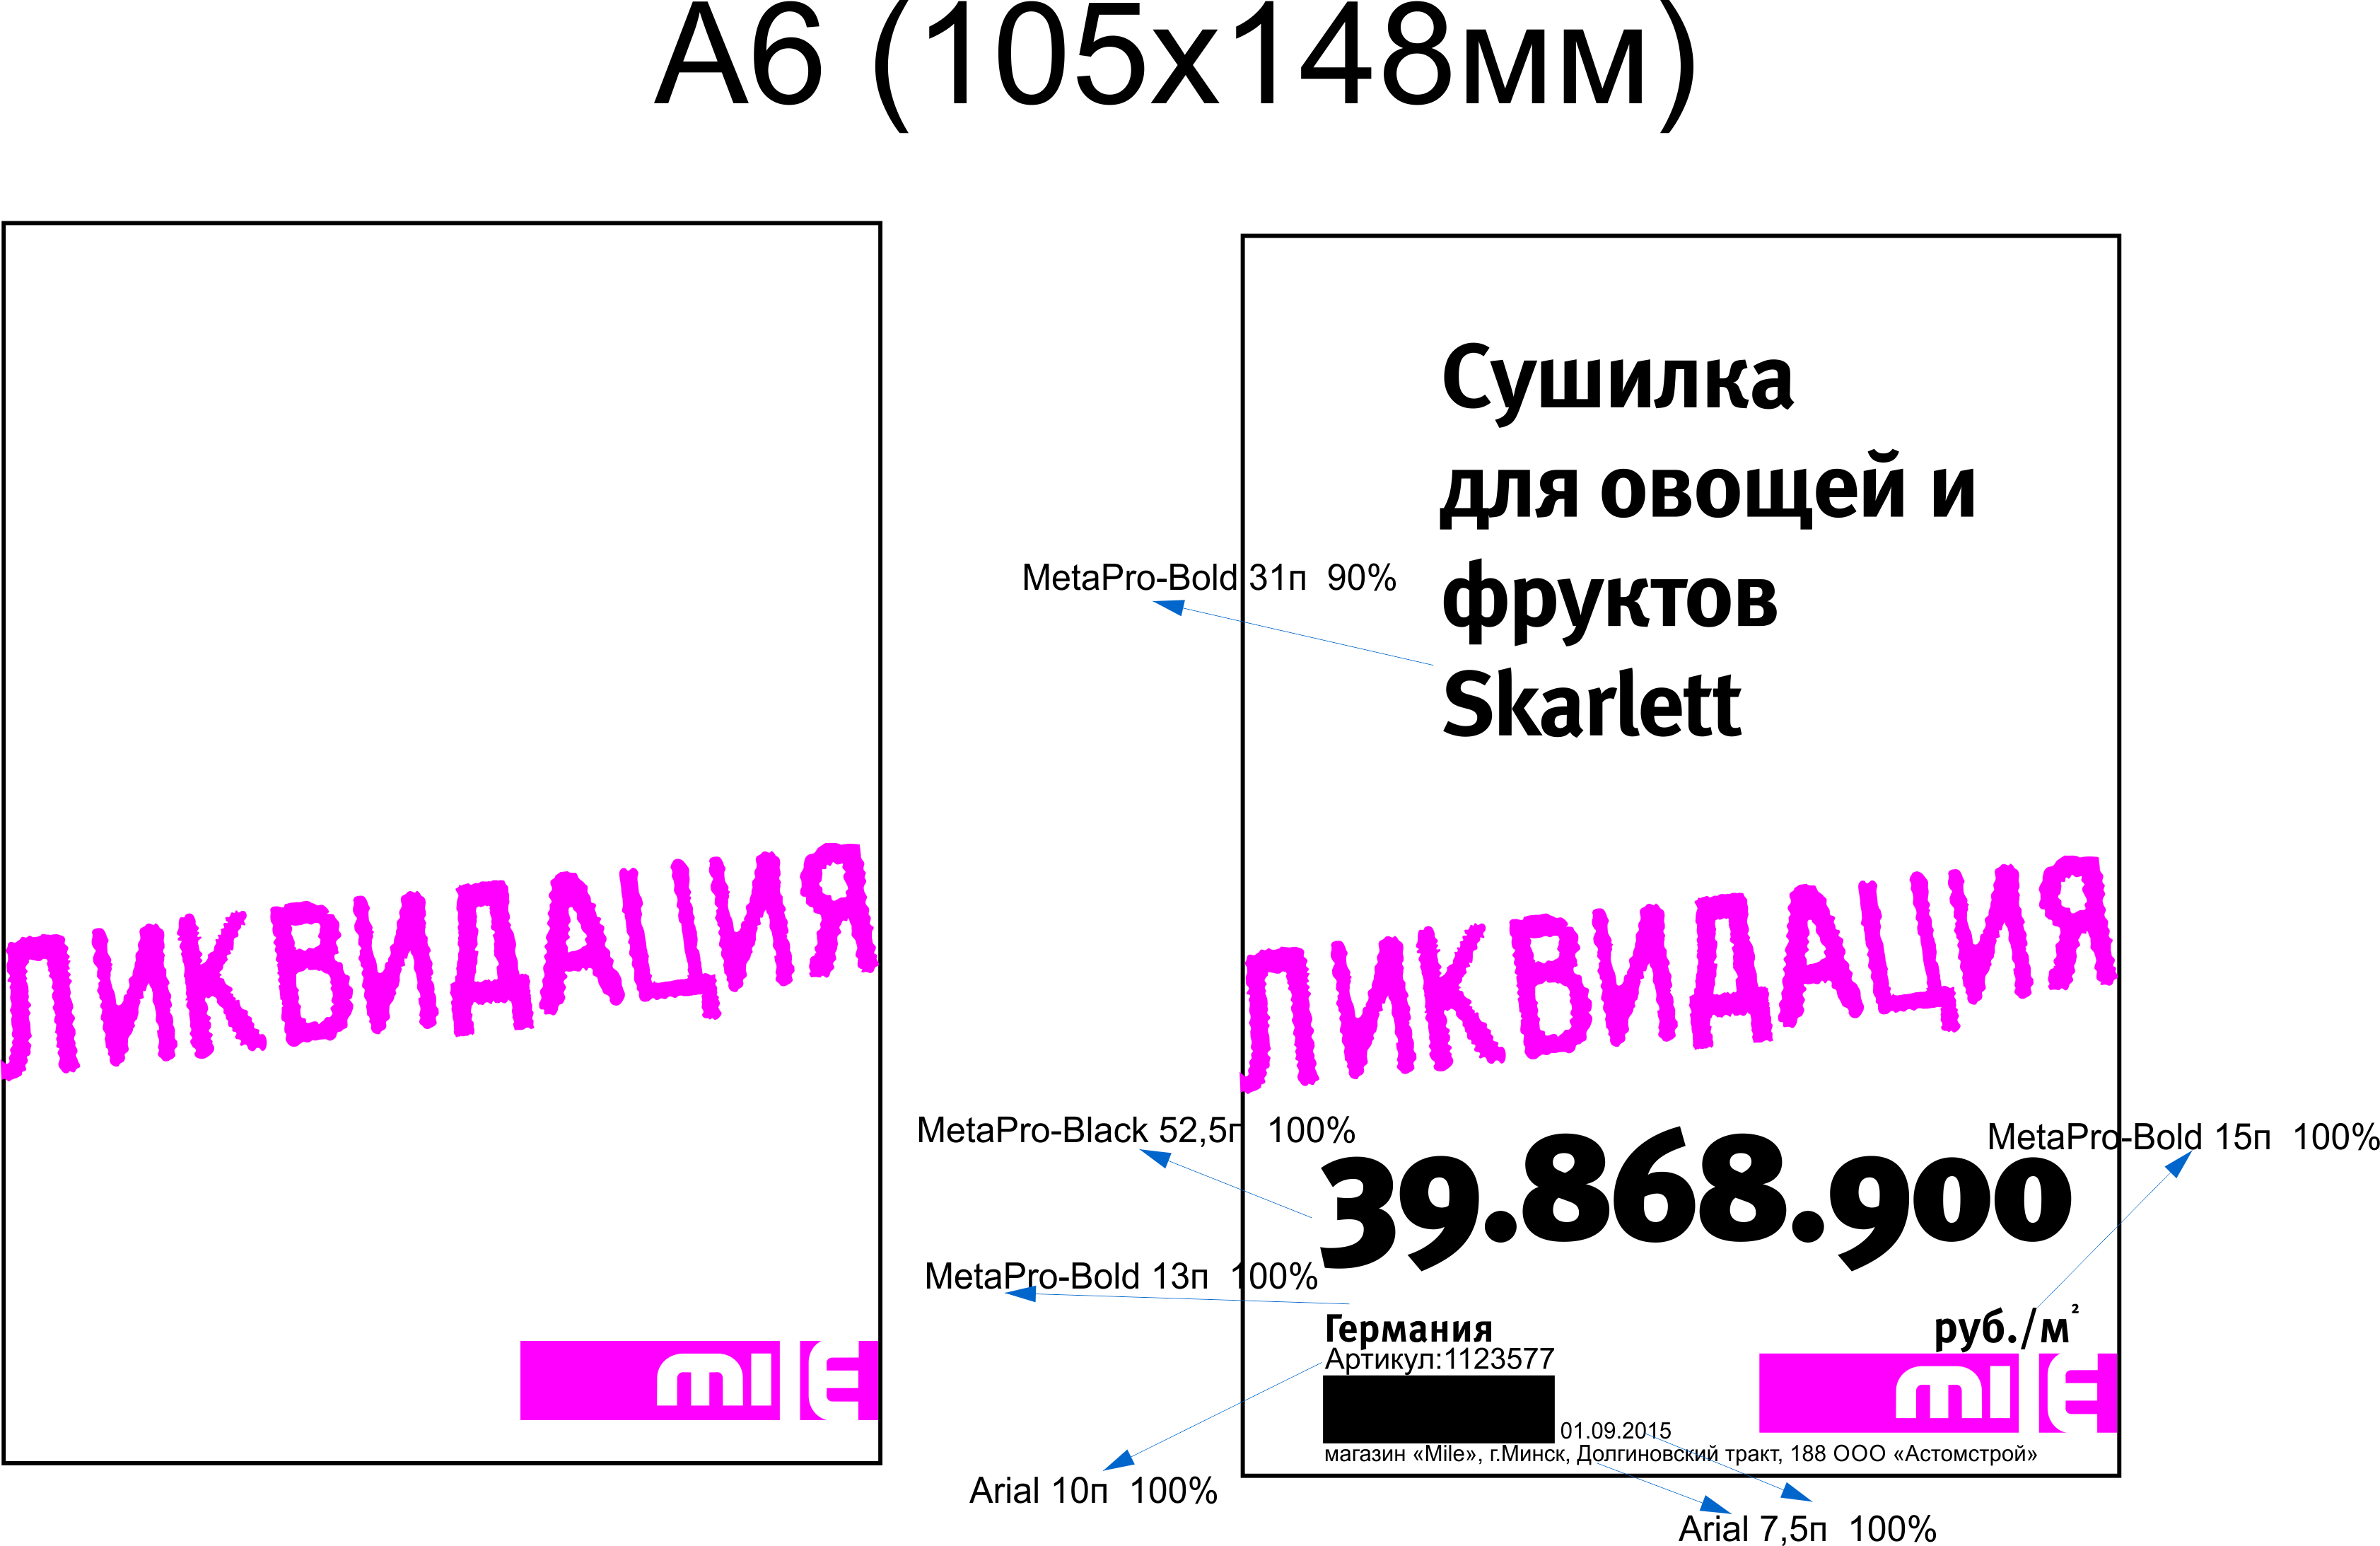 А6 (105х148мм)
ЛИКВИДАЦИЯ
MILE
Сушилка
для овощей и
фруктов
Skarlett
MetaPro-Bold 31п 90%
ЛИКВИДАЦИЯ
MetaPro-Black 52,5п 100%
MetaPro-Bold 15п 100%
39.868.900
MetaPro-Bold 13п 100%
Германия
руб./м²
Артикул:1123577
MILE
01.09.2015
магазин «Mile», г.Минск, Долгиновский тракт, 188 ООО «Астомстрой»
Arial 10п 100%
Arial 7,5п 100%